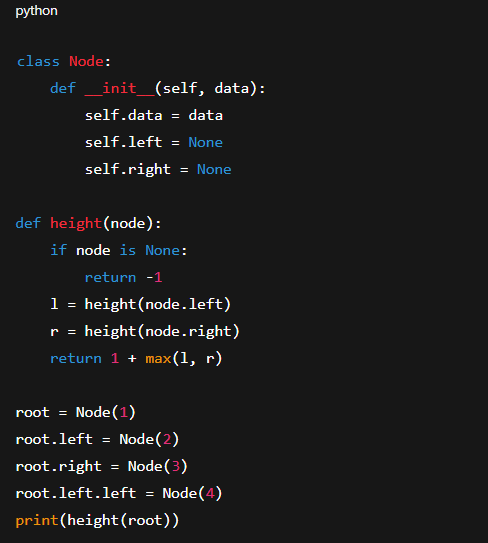 python
class Node:
    def __init__(self, data):
        self.data = data
        self.left = None
        self.right = None
def height(node):
    if node is None:
        return -1
    l = height(node.left)
    r = height(node.right)
    return 1 + max(l, r)
root = Node(1)
root.left = Node(2)
root.right = Node(3)
root.left.left = Node(4)
print(height(root))